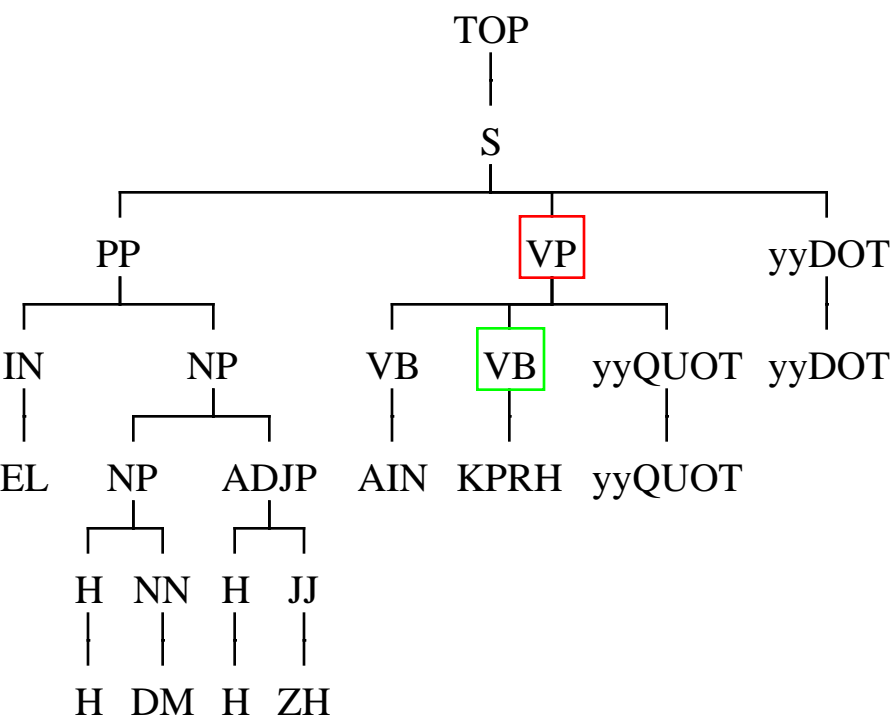 TOP
S
PP VP yyDOT
IN NP VB VB yyQUOT yyDOT
EL NP ADJP AIN KPRH yyQUOT
H NN H JJ
H DM H ZH